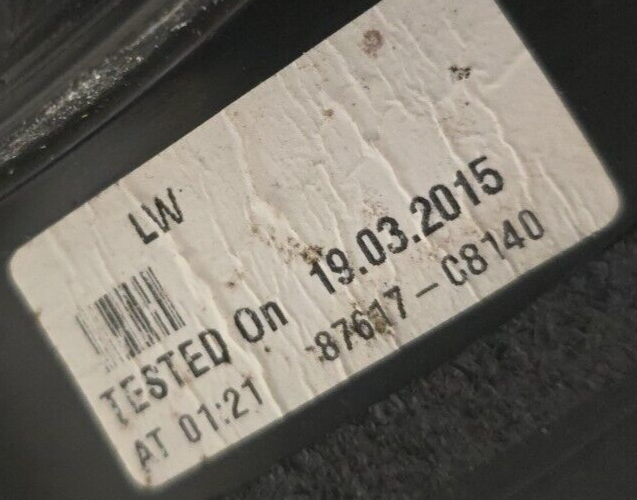 LW
TESTED On 19.03.2015
AT 01:21 87617-C8140